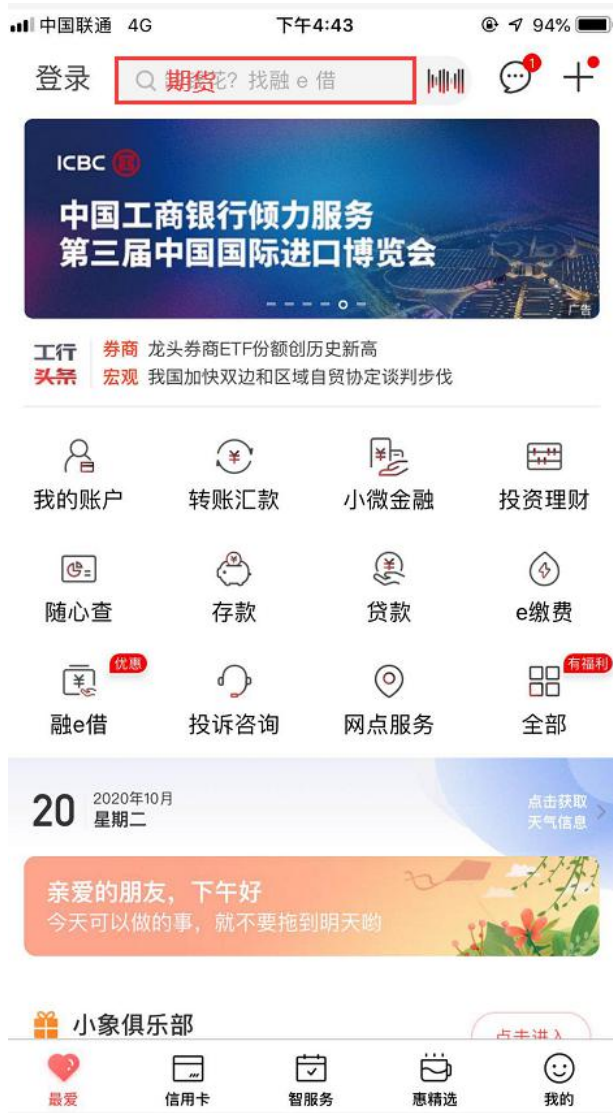 中国联通 4G 下午4:43 94%
登录 期货花？找融e借 1
ICBC
中国工商银行倾力服务
第三届中国国际进口博览会
广告
工行 券商 龙头券商ETF份额创历史新高
头条 宏观 我国加快双边和区域自贸协定谈判步伐
我的账户 转账汇款 小微金融 投资理财
随心查 存款 贷款 e缴费
优惠 有福利
融e借 投诉咨询 网点服务 全部
20 2020年10月 点击获取
星期二 天气信息
亲爱的朋友，下午好
今天可以做的事，就不要拖到明天哟
小象俱乐部 点击进入
最爱 信用卡 智服务 惠精选 我的